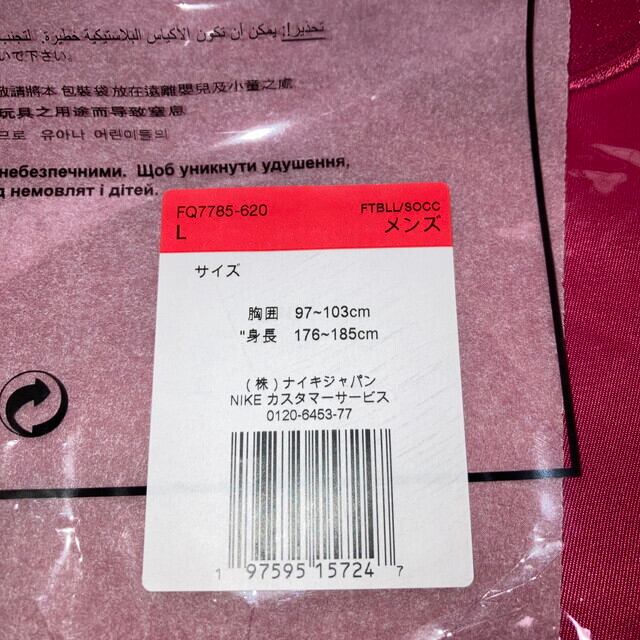 تحذير!: يمكن أن تكون الأكياس البلاستيكية خطيرة. لتجنب
いで下さい。
敬請將本 包裝袋 放在遠離嬰兒及小童之處
玩具之用途而导致窒息
므로 유아나 어린이들의
небезпечними. Щоб уникнути удушення,
д немовлят і дітей.
FQ7785-620 FTBLL/SOCC
L メンズ
サイズ
胸囲 97~103cm
"身長 176~185cm
(株)ナイキジャパン
NIKE カスタマーサービス
0120-6453-77
1 97595 15724 7